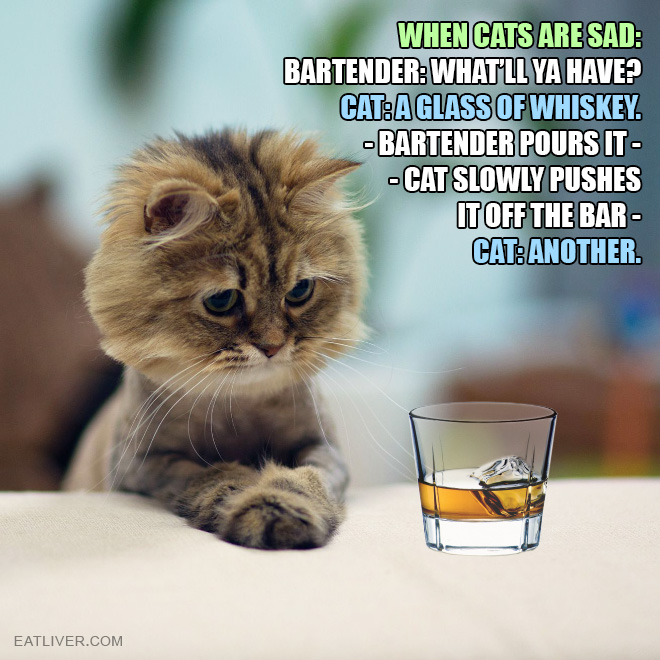 WHEN CATS ARE SAD:
BARTENDER: WHAT'LL YA HAVE?
CAT: A GLASS OF WHISKEY.
- BARTENDER POURS IT -
- CAT SLOWLY PUSHES
IT OFF THE BAR -
CAT: ANOTHER.
EATLIVER.COM